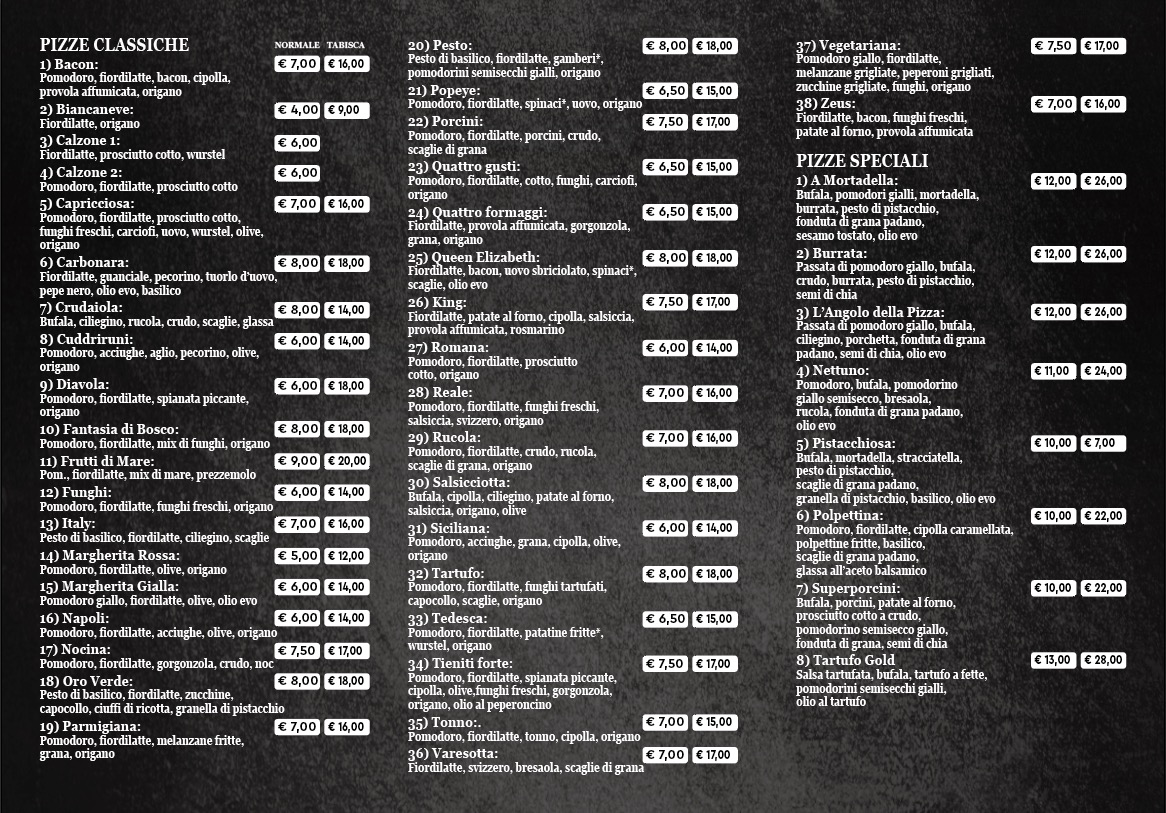 PIZZE CLASSICHE NORMALE TABISCA
1) Bacon: € 7,00 € 16,00
Pomodoro, fiordilatte, bacon, cipolla,
provola affumicata, origano
2) Biancaneve: € 4,00 € 9,00
Fiordilatte, origano
3) Calzone 1: € 6,00
Fiordilatte, prosciutto cotto, wurstel
4) Calzone 2: € 6,00
Pomodoro, fiordilatte, prosciutto cotto
5) Capricciosa: € 7,00 € 16,00
Pomodoro, fiordilatte, prosciutto cotto,
funghi freschi, carciofi, uovo, wurstel, olive,
origano
6) Carbonara: € 8,00 € 18,00
Fiordilatte, guanciale, pecorino, tuorlo d'uovo,
pepe nero, olio evo, basilico
7) Crudaiola: € 8,00 € 14,00
Bufala, ciliegino, rucola, crudo, scaglie, glassa
8) Cuddriruni: € 6,00 € 14,00
Pomodoro, acciughe, aglio, pecorino, olive,
origano
9) Diavola: € 6,00 € 18,00
Pomodoro, fiordilatte, spianata piccante,
origano
10) Fantasia di Bosco: € 8,00 € 18,00
Pomodoro, fiordilatte, mix di funghi, origano
11) Frutti di Mare: € 9,00 € 20,00
Pom., fiordilatte, mix di mare, prezzemolo
12) Funghi: € 6,00 € 14,00
Pomodoro, fiordilatte, funghi freschi, origano
13) Italy: € 7,00 € 16,00
Pesto di basilico, fiordilatte, ciliegino, scaglie
14) Margherita Rossa: € 5,00 € 12,00
Pomodoro, fiordilatte, olive, origano
15) Margherita Gialla: € 6,00 € 14,00
Pomodoro giallo, fiordilatte, olive, olio evo
16) Napoli: € 6,00 € 14,00
Pomodoro, fiordilatte, acciughe, olive, origano
17) Nocina: € 7,50 € 17,00
Pomodoro, fiordilatte, gorgonzola, crudo, noc
18) Oro Verde: € 8,00 € 18,00
Pesto di basilico, fiordilatte, zucchine,
capocollo, ciuffi di ricotta, granella di pistacchio
19) Parmigiana: € 7,00 € 16,00
Pomodoro, fiordilatte, melanzane fritte,
grana, origano
20) Pesto: € 8,00 € 18,00
Pesto di basilico, fiordilatte, gamberi*,
pomodorini semisecchi gialli, origano
21) Popeye: € 6,50 € 15,00
Pomodoro, fiordilatte, spinaci*, uovo, origano
22) Porcini: € 7,50 € 17,00
Pomodoro, fiordilatte, porcini, crudo,
scaglie di grana
23) Quattro gusti: € 6,50 € 15,00
Pomodoro, fiordilatte, cotto, funghi, carciofi,
origano
24) Quattro formaggi: € 6,50 € 15,00
Fiordilatte, provola affumicata, gorgonzola,
grana, origano
25) Queen Elizabeth: € 8,00 € 18,00
Fiordilatte, bacon, uovo sbriciolato, spinaci*,
scaglie, olio evo
26) King: € 7,50 € 17,00
Fiordilatte, patate al forno, cipolla, salsiccia,
provola affumicata, rosmarino
27) Romana: € 6,00 € 14,00
Pomodoro, fiordilatte, prosciutto
cotto, origano
28) Reale: € 7,00 € 16,00
Pomodoro, fiordilatte, funghi freschi,
salsiccia, svizzero, origano
29) Rucola: € 7,00 € 16,00
Pomodoro, fiordilatte, crudo, rucola,
scaglie di grana, origano
30) Salsicciotta: € 8,00 € 18,00
Bufala, cipolla, ciliegino, patate al forno,
salsiccia, origano, olive
31) Siciliana: € 6,00 € 14,00
Pomodoro, acciughe, grana, cipolla, olive,
origano
32) Tartufo: € 8,00 € 18,00
Pomodoro, fiordilatte, funghi tartufati,
capocollo, scaglie, origano
33) Tedesca: € 6,50 € 15,00
Pomodoro, fiordilatte, patatine fritte*,
wurstel, origano
34) Tieniti forte: € 7,50 € 17,00
Pomodoro, fiordilatte, spianata piccante,
cipolla, olive,funghi freschi, gorgonzola,
origano, olio al peperoncino
35) Tonno:. € 7,00 € 15,00
Pomodoro, fiordilatte, tonno, cipolla, origano
36) Varesotta: € 7,00 € 17,00
Fiordilatte, svizzero, bresaola, scaglie di grana
37) Vegetariana: € 7,50 € 17,00
Pomodoro giallo, fiordilatte,
melanzane grigliate, peperoni grigliati,
zucchine grigliate, funghi, origano
38) Zeus: € 7,00 € 16,00
Fiordilatte, bacon, funghi freschi,
patate al forno, provola affumicata
PIZZE SPECIALI
1) A Mortadella: € 12,00 € 26,00
Bufala, pomodori gialli, mortadella,
burrata, pesto di pistacchio,
fonduta di grana padano,
sesamo tostato, olio evo
2) Burrata: € 12,00 € 26,00
Passata di pomodoro giallo, bufala,
crudo, burrata, pesto di pistacchio,
semi di chia
3) L’Angolo della Pizza: € 12,00 € 26,00
Passata di pomodoro giallo, bufala,
ciliegino, porchetta, fonduta di grana
padano, semi di chia, olio evo
4) Nettuno: € 11,00 € 24,00
Pomodoro, bufala, pomodorino
giallo semisecco, bresaola,
rucola, fonduta di grana padano,
olio evo
5) Pistacchiosa: € 10,00 € 7,00
Bufala, mortadella, stracciatella,
pesto di pistacchio,
scaglie di grana padano,
granella di pistacchio, basilico, olio evo
6) Polpettina: € 10,00 € 22,00
Pomodoro, fiordilatte, cipolla caramellata,
polpettine fritte, basilico,
scaglie di grana padano,
glassa all’aceto balsamico
7) Superporcini: € 10,00 € 22,00
Bufala, porcini, patate al forno,
prosciutto cotto a crudo,
pomodorino semisecco giallo,
fonduta di grana, semi di chia
8) Tartufo Gold € 13,00 € 28,00
Salsa tartufata, bufala, tartufo a fette,
pomodorini semisecchi gialli,
olio al tartufo